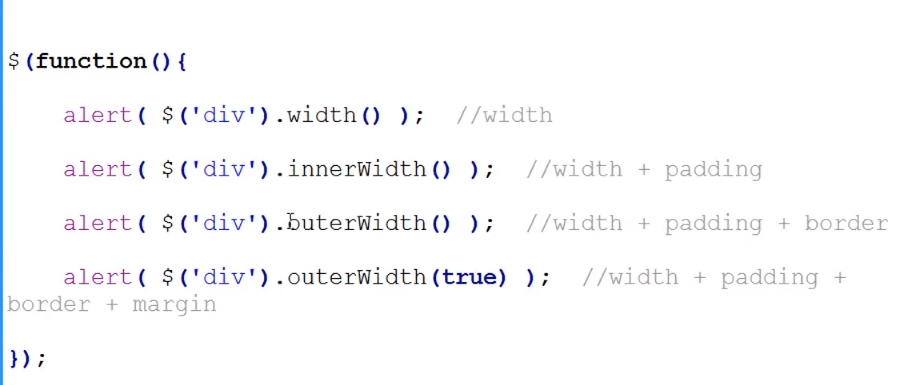 $(function(){
alert( $('div').width() ); //width
alert( $('div').innerWidth() ); //width + padding
alert( $('div').outerWidth() ); //width + padding + border
alert( $('div').outerWidth(true) ); //width + padding +
border + margin
});